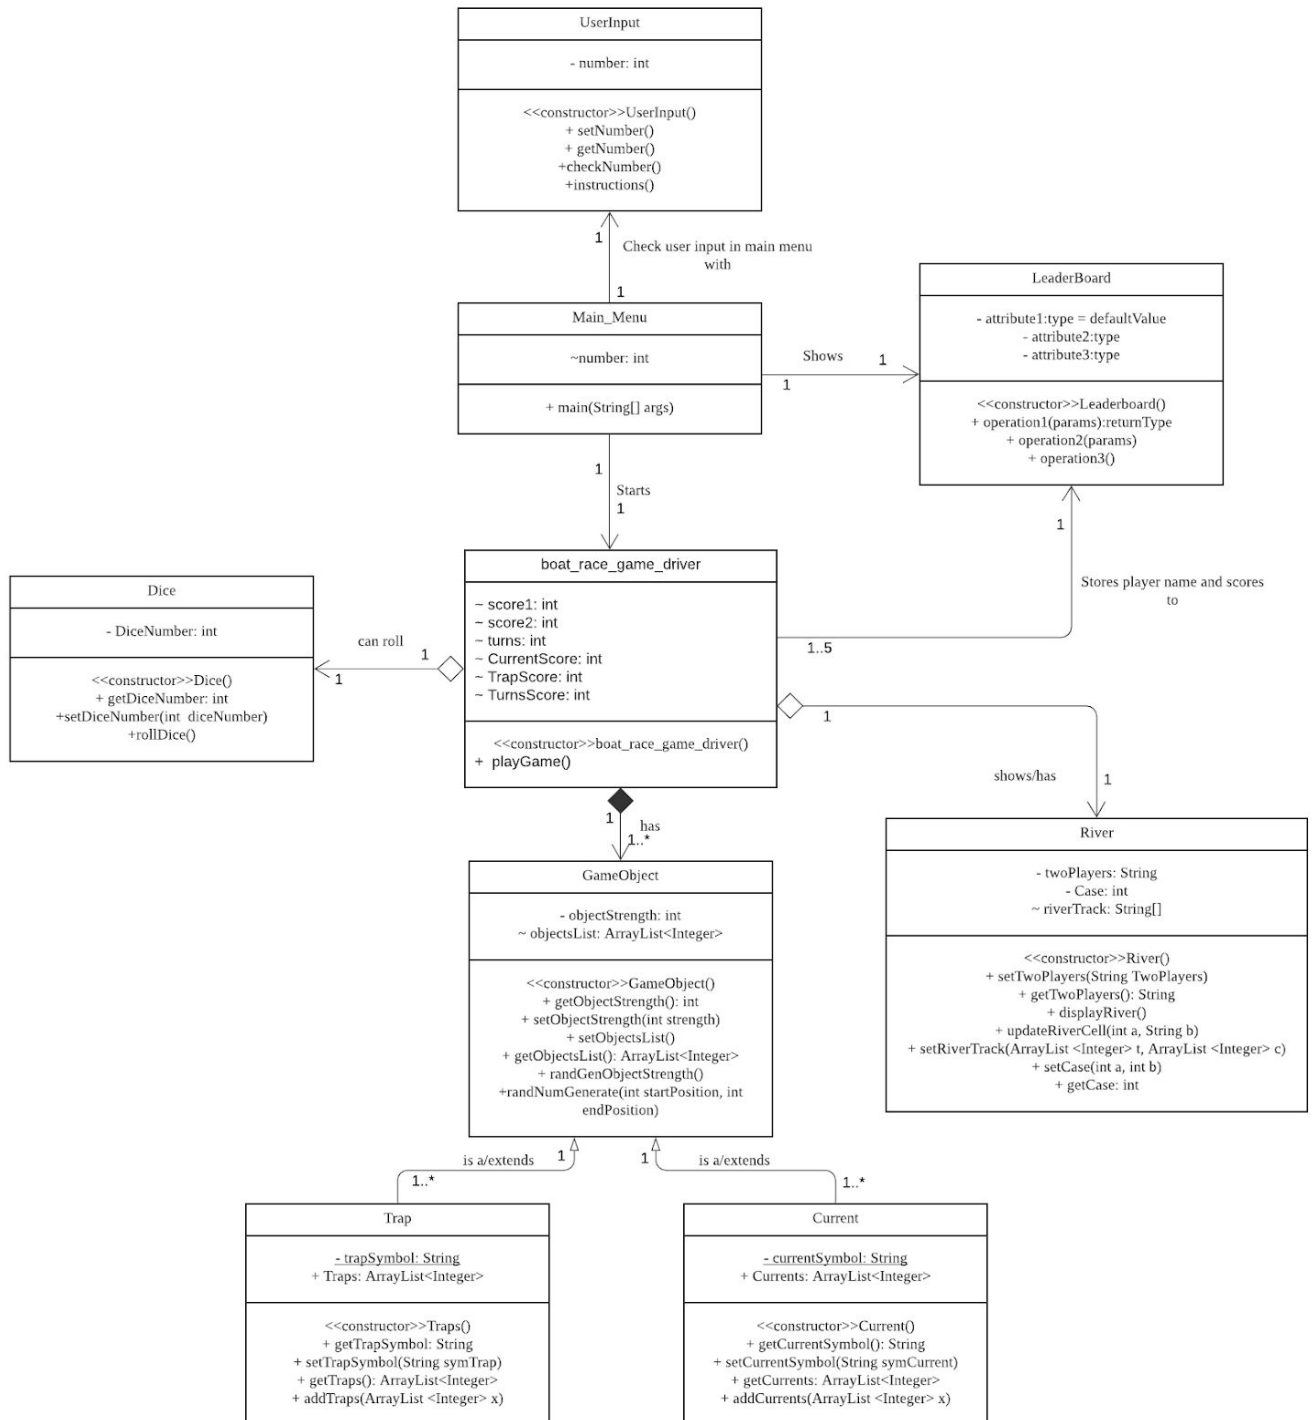 UserInput
- number: int
<<constructor>>UserInput()
+ setNumber()
+ getNumber()
+checkNumber()
+instructions()
1
Check user input in main menu
with
1
Main_Menu
~number: int
+ main(String[] args)
Shows
1
1
LeaderBoard
- attribute1:type = defaultValue
- attribute2:type
- attribute3:type
<<constructor>>Leaderboard()
+ operation1(params):returnType
+ operation2(params)
+ operation3()
1
Starts
1
1
Stores player name and scores
to
1..5
boat_race_game_driver
~ score1: int
~ score2: int
~ turns: int
~ CurrentScore: int
~ TrapScore: int
~ TurnsScore: int
<<constructor>>boat_race_game_driver()
+ playGame()
Dice
- DiceNumber: int
<<constructor>>Dice()
+ getDiceNumber: int
+setDiceNumber(int diceNumber)
+rollDice()
can roll
1
1
1
shows/has
1
River
- twoPlayers: String
- Case: int
~ riverTrack: String[]
<<constructor>>River()
+ setTwoPlayers(String TwoPlayers)
+ getTwoPlayers(): String
+ displayRiver()
+ updateRiverCell(int a, String b)
+ setRiverTrack(ArrayList <Integer> t, ArrayList <Integer> c)
+ setCase(int a, int b)
+ getCase: int
1
has
1..*
GameObject
- objectStrength: int
~ objectsList: ArrayList<Integer>
<<constructor>>GameObject()
+ getObjectStrength(): int
+ setObjectStrength(int strength)
+ setObjectsList()
+ getObjectsList(): ArrayList<Integer>
+ randGenObjectStrength()
+randNumGenerate(int startPosition, int
endPosition)
is a/extends
1
1..*
1
is a/extends
1..*
Trap
- trapSymbol: String
+ Traps: ArrayList<Integer>
<<constructor>>Traps()
+ getTrapSymbol: String
+ setTrapSymbol(String symTrap)
+ getTraps(): ArrayList<Integer>
+ addTraps(ArrayList <Integer> x)
Current
- currentSymbol: String
+ Currents: ArrayList<Integer>
<<constructor>>Current()
+ getCurrentSymbol(): String
+ setCurrentSymbol(String symCurrent)
+ getCurrents: ArrayList<Integer>
+ addCurrents(ArrayList <Integer> x)